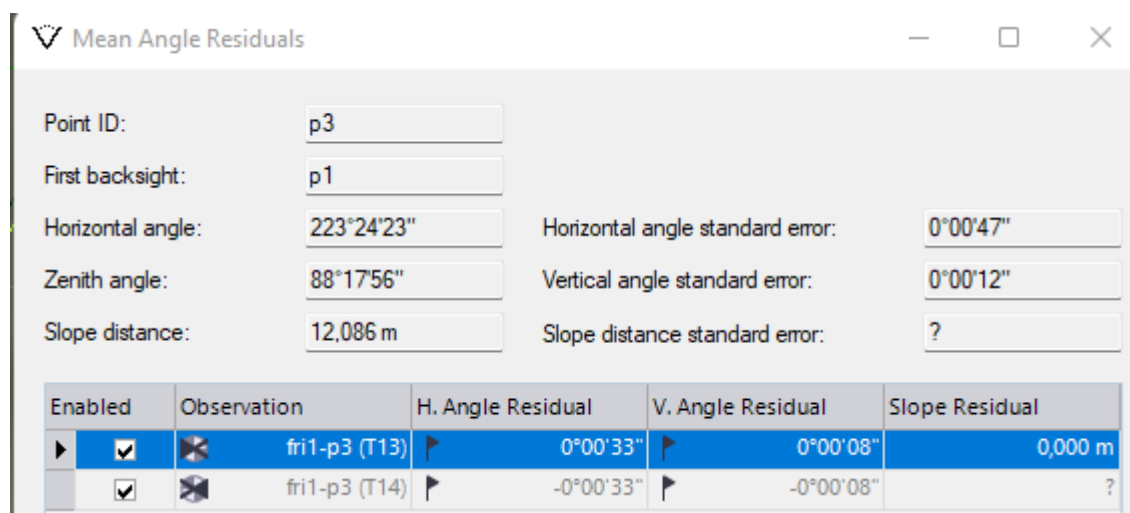 Mean Angle Residuals
Point ID: p3
First backsight: p1
Horizontal angle: 223°24'23" Horizontal angle standard error: 0°00'47"
Zenith angle: 88°17'56" Vertical angle standard error: 0°00'12"
Slope distance: 12,086 m Slope distance standard error: ?
Enabled Observation H. Angle Residual V. Angle Residual Slope Residual
fri1-p3 (T13) 0°00'33" 0°00'08" 0,000 m
fri1-p3 (T14) -0°00'33" -0°00'08" ?